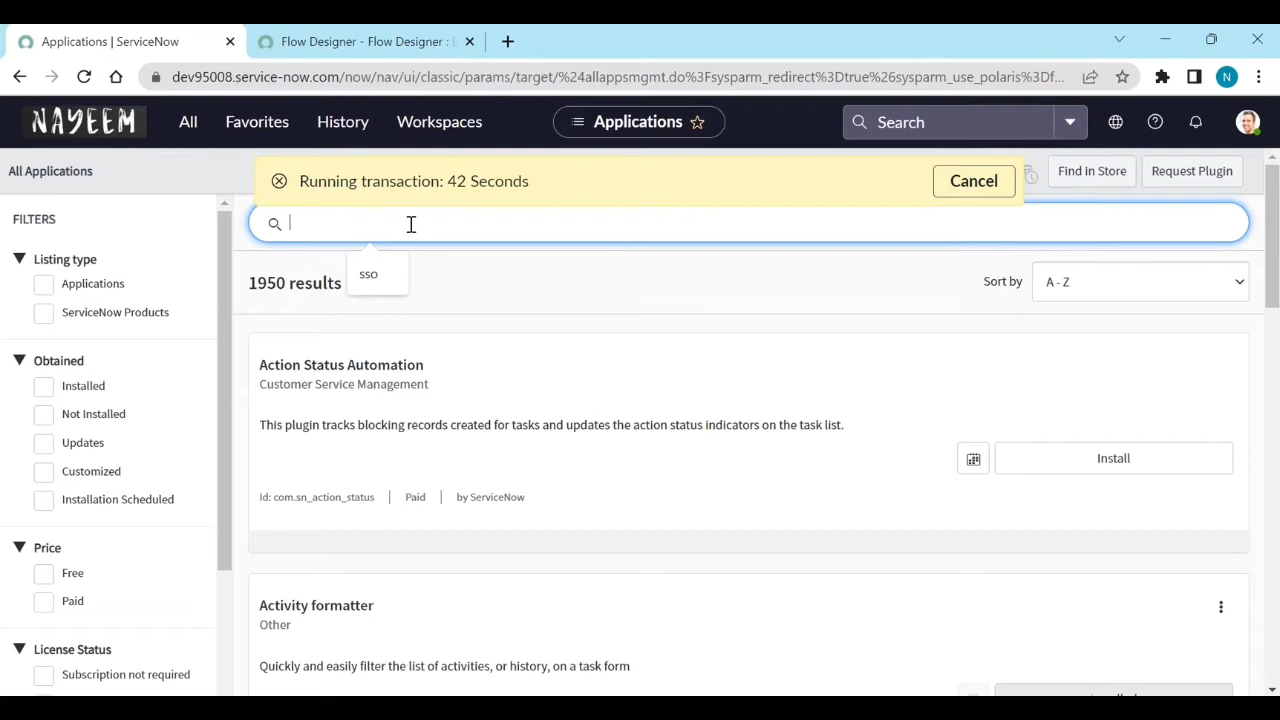 Applications | ServiceNow
Flow Designer - Flow Designer : E
dev95008.service-now.com/now/nav/ui/classic/params/target/%24allappsmgmt.do%3Fsysparm_redirect%3Dtrue%26sysparm_use_polaris%3Df...
N
NAYEEM
All
Favorites
History
Workspaces
Applications
Search
All Applications
Running transaction: 42 Seconds
Cancel
Find in Store
Request Plugin
FILTERS
Listing type
Applications
ServiceNow Products
Obtained
Installed
Not Installed
Updates
Customized
Installation Scheduled
Price
Free
Paid
License Status
Subscription not required
sso
1950 results
Sort by
A - Z
Action Status Automation
Customer Service Management
This plugin tracks blocking records created for tasks and updates the action status indicators on the task list.
Install
Id: com.sn_action_status | Paid | by ServiceNow
Activity formatter
Other
Quickly and easily filter the list of activities, or history, on a task form